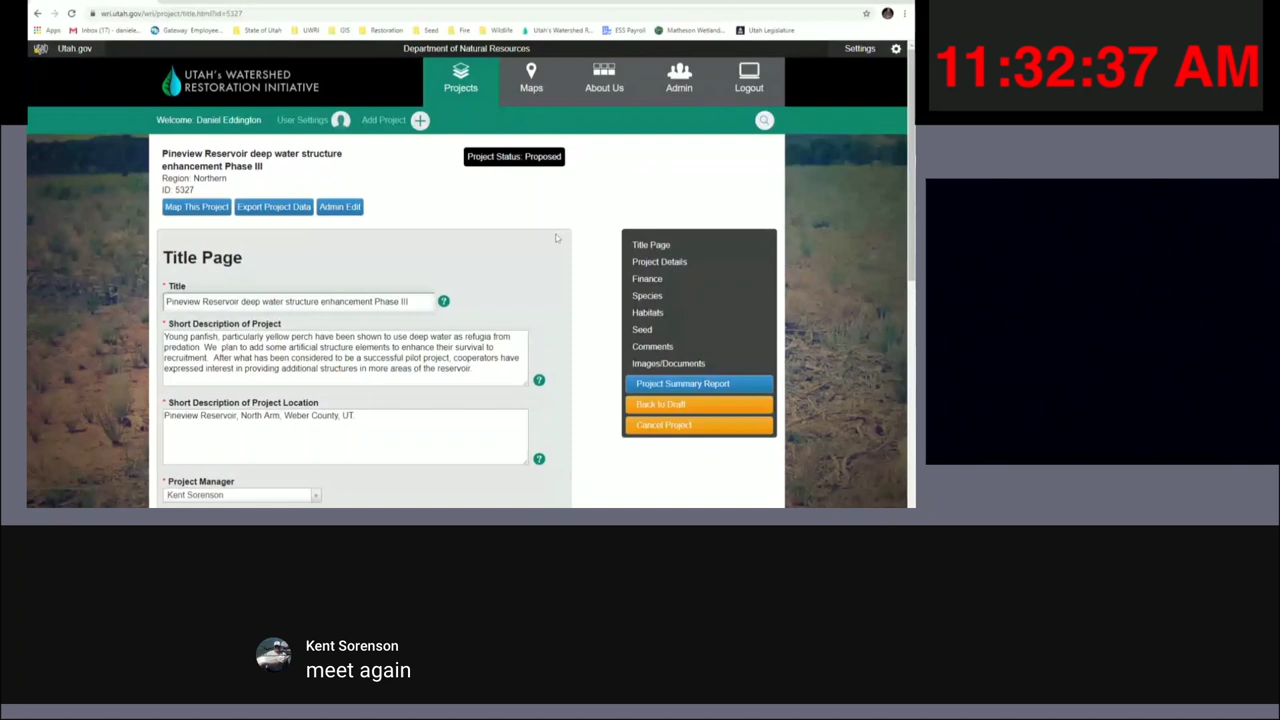 wri.utah.gov/wri/project/title.html?id=5327
Apps
Inbox (17) - daniele...
Gateway Employee...
State of Utah
UWRI
GIS
Restoration
Seed
Fire
Wildlife
Utah's Watershed R...
ESS Payroll
Matheson Wetland...
Utah Legislature
Utah.gov
Department of Natural Resources
Settings
UTAH's WATERSHED
RESTORATION INITIATIVE
Projects
Maps
About Us
Admin
Logout
Welcome: Daniel Eddington
User Settings
Add Project
Pineview Reservoir deep water structure
enhancement Phase III
Region: Northern
ID: 5327
Project Status: Proposed
Map This Project
Export Project Data
Admin Edit
Title Page
* Title
Pineview Reservoir deep water structure enhancement Phase III
* Short Description of Project
Young panfish, particularly yellow perch have been shown to use deep water as refugia from
predation. We plan to add some artificial structure elements to enhance their survival to
recruitment. After what has been considered to be a successful pilot project, cooperators have
expressed interest in providing additional structures in more areas of the reservoir.
* Short Description of Project Location
Pineview Reservoir, North Arm, Weber County, UT.
* Project Manager
Kent Sorenson
Title Page
Project Details
Finance
Species
Habitats
Seed
Comments
Images/Documents
Project Summary Report
Back to Draft
Cancel Project
11:32:37 AM
Kent Sorenson
meet again